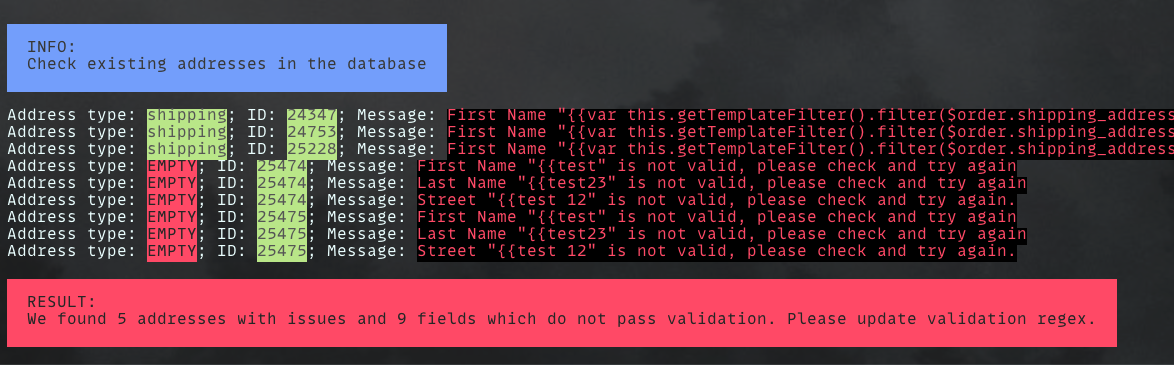 INFO:
Check existing addresses in the database
Address type: shipping; ID: 24347; Message: First Name "{{var this.getTemplateFilter().filter($order.shipping_address
Address type: shipping; ID: 24753; Message: First Name "{{var this.getTemplateFilter().filter($order.shipping_address
Address type: shipping; ID: 25228; Message: First Name "{{var this.getTemplateFilter().filter($order.shipping_address
Address type: EMPTY; ID: 25474; Message: First Name "{{test" is not valid, please check and try again
Address type: EMPTY; ID: 25474; Message: Last Name "{{test23" is not valid, please check and try again
Address type: EMPTY; ID: 25474; Message: Street "{{test 12" is not valid, please check and try again.
Address type: EMPTY; ID: 25475; Message: First Name "{{test" is not valid, please check and try again
Address type: EMPTY; ID: 25475; Message: Last Name "{{test23" is not valid, please check and try again
Address type: EMPTY; ID: 25475; Message: Street "{{test 12" is not valid, please check and try again.
RESULT:
We found 5 addresses with issues and 9 fields which do not pass validation. Please update validation regex.